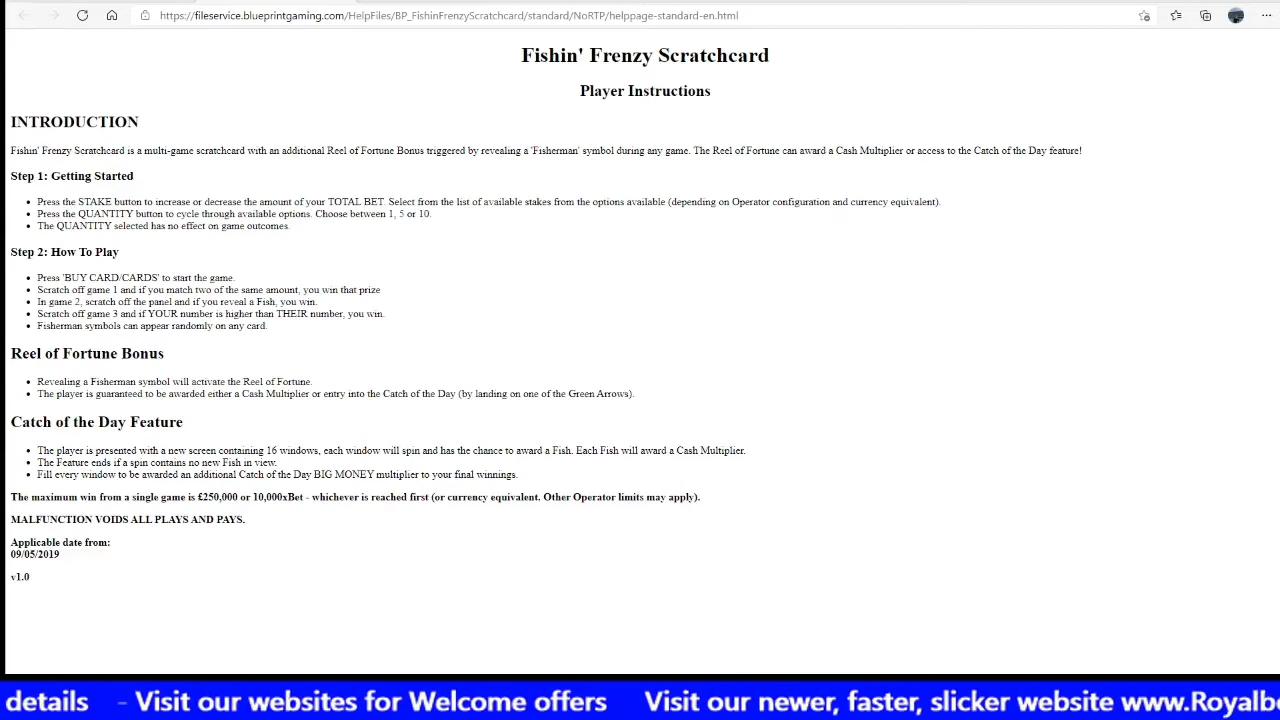 https://fileservice.blueprintgaming.com/HelpFiles/BP_FishinFrenzyScratchcard/standard/NoRTP/helppage-standard-en.html
Fishin' Frenzy Scratchcard
Player Instructions
INTRODUCTION
Fishin' Frenzy Scratchcard is a multi-game scratchcard with an additional Reel of Fortune Bonus triggered by revealing a 'Fisherman' symbol during any game. The Reel of Fortune can award a Cash Multiplier or access to the Catch of the Day feature!
Step 1: Getting Started
• Press the STAKE button to increase or decrease the amount of your TOTAL BET. Select from the list of available stakes from the options available (depending on Operator configuration and currency equivalent).
• Press the QUANTITY button to cycle through available options. Choose between 1, 5 or 10.
• The QUANTITY selected has no effect on game outcomes.
Step 2: How To Play
• Press 'BUY CARD/CARDS' to start the game.
• Scratch off game 1 and if you match two of the same amount, you win that prize
• In game 2, scratch off the panel and if you reveal a Fish, you win.
• Scratch off game 3 and if YOUR number is higher than THEIR number, you win.
• Fisherman symbols can appear randomly on any card.
Reel of Fortune Bonus
• Revealing a Fisherman symbol will activate the Reel of Fortune.
• The player is guaranteed to be awarded either a Cash Multiplier or entry into the Catch of the Day (by landing on one of the Green Arrows).
Catch of the Day Feature
• The player is presented with a new screen containing 16 windows, each window will spin and has the chance to award a Fish. Each Fish will award a Cash Multiplier.
• The Feature ends if a spin contains no new Fish in view.
• Fill every window to be awarded an additional Catch of the Day BIG MONEY multiplier to your final winnings.
The maximum win from a single game is £250,000 or 10,000xBet - whichever is reached first (or currency equivalent. Other Operator limits may apply).
MALFUNCTION VOIDS ALL PLAYS AND PAYS.
Applicable date from:
09/05/2019
v1.0
details – Visit our websites for Welcome offers Visit our newer, faster, slicker website www.Royalbe